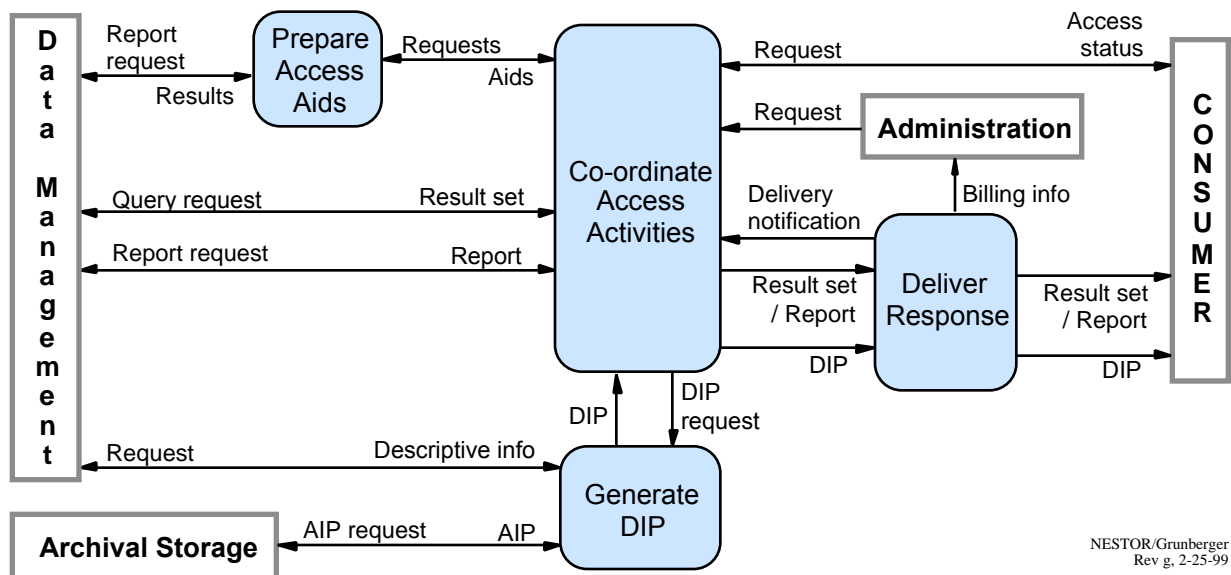 Data Management
Report
request
Results
Prepare
Access
Aids
Requests
Aids
Co-ordinate
Access
Activities
Request
Access
status
CONSUMER
Request
Administration
Query request
Result set
Delivery
notification
Billing info
Report request
Report
Result set
/ Report
Deliver
Response
Result set
/ Report
DIP
DIP
DIP
DIP
request
Request
Descriptive info
Generate
DIP
Archival Storage
AIP request
AIP
NESTOR/Grunberger
Rev g, 2-25-99